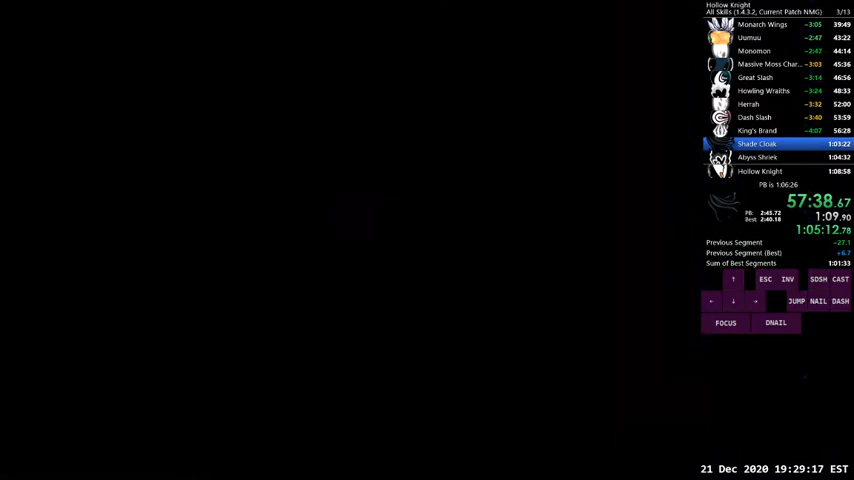 Hollow Knight
All Skills (1.4.3.2, Current Patch NMG) 3/13
Monarch Wings −3:05 39:49
Uumuu −2:47 43:22
Monomon −2:47 44:14
Massive Moss Char... −3:03 45:36
Great Slash −3:14 46:56
Howling Wraiths −3:24 48:33
Herrah −3:32 52:00
Dash Slash −3:40 53:59
King's Brand −4:07 56:28
Shade Cloak 1:03:22
Abyss Shriek 1:04:32
Hollow Knight 1:08:58
PB is 1:06:26
57:38.67
PB: 2:45.72 1:09.90
Best: 2:40.18
1:05:12.78
Previous Segment −27.1
Previous Segment (Best) +6.7
Sum of Best Segments 1:01:33
↑ ESC INV SDSH CAST
← ↓ → JUMP NAIL DASH
FOCUS DNAIL
21 Dec 2020 19:29:17 EST